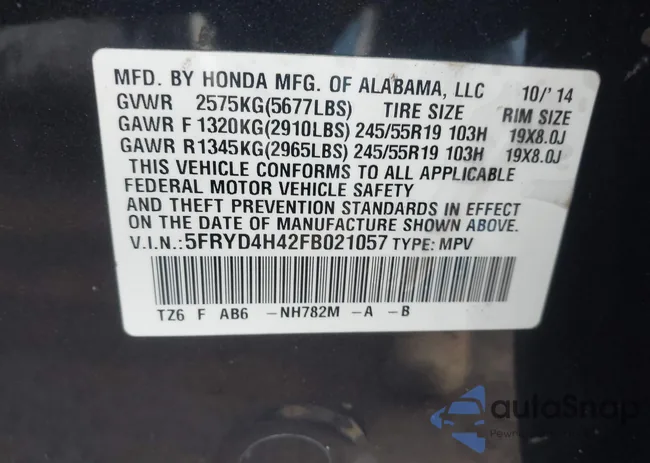 MFD. BY HONDA MFG. OF ALABAMA, LLC 10/'14
GVWR 2575KG(5677LBS) TIRE SIZE RIM SIZE
GAWR F 1320KG(2910LBS) 245/55R19 103H 19X8.0J
GAWR R1345KG(2965LBS) 245/55R19 103H 19X8.0J
THIS VEHICLE CONFORMS TO ALL APPLICABLE
FEDERAL MOTOR VEHICLE SAFETY
AND THEFT PREVENTION STANDARDS IN EFFECT
ON THE DATE OF MANUFACTURE SHOWN ABOVE.
V.I.N.:5FRYD4H42FB021057 TYPE: MPV
TZ6 F AB6 -NH782M -A -B
autoSnap